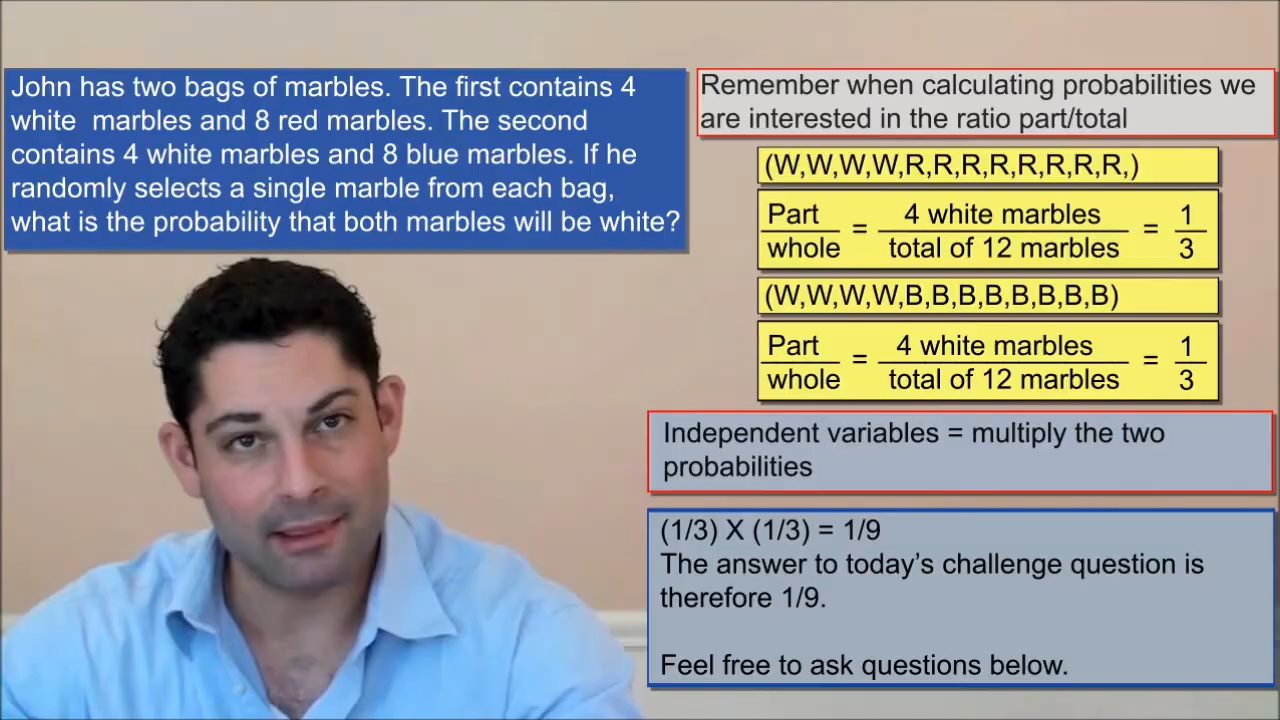 John has two bags of marbles. The first contains 4
white marbles and 8 red marbles. The second
contains 4 white marbles and 8 blue marbles. If he
randomly selects a single marble from each bag,
what is the probability that both marbles will be white?
Remember when calculating probabilities we
are interested in the ratio part/total
(W,W,W,W,R,R,R,R,R,R,R,R,)
Part
whole
=
4 white marbles
total of 12 marbles
=
1
3
(W,W,W,W,B,B,B,B,B,B,B,B)
Part
whole
=
4 white marbles
total of 12 marbles
=
1
3
Independent variables = multiply the two
probabilities
(1/3) X (1/3) = 1/9
The answer to today's challenge question is
therefore 1/9.
Feel free to ask questions below.